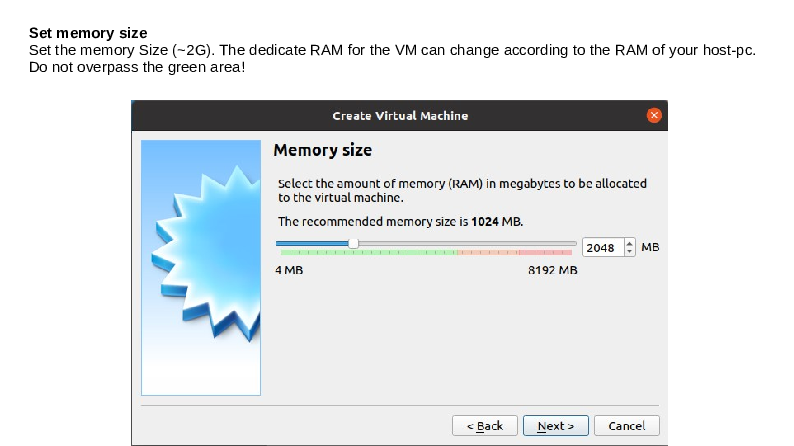 Set memory size
Set the memory Size (~2G). The dedicate RAM for the VM can change according to the RAM of your host-pc.
Do not overpass the green area!
Create Virtual Machine
Memory size
Select the amount of memory (RAM) in megabytes to be allocated
to the virtual machine.
The recommended memory size is 1024 MB.
2048 MB
4 MB 8192 MB
< Back Next > Cancel